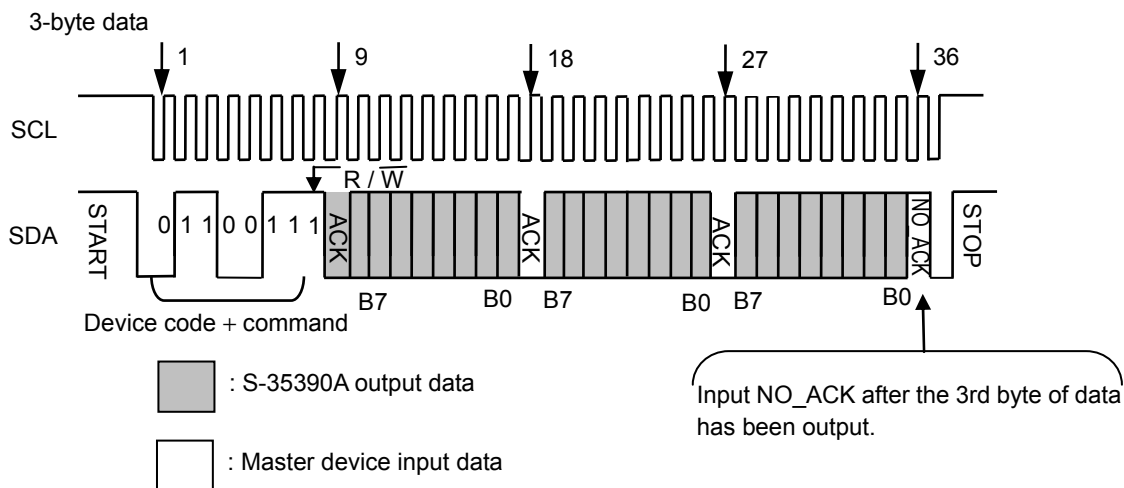 3-byte data
1 9 18 27 36
SCL
R / W
SDA
START 0 1 1 0 0 1 1 1 ACK ACK ACK NO_ACK STOP
B7 B0 B7 B0 B7 B0
Device code + command
: S-35390A output data
: Master device input data
Input NO_ACK after the 3rd byte of data
has been output.